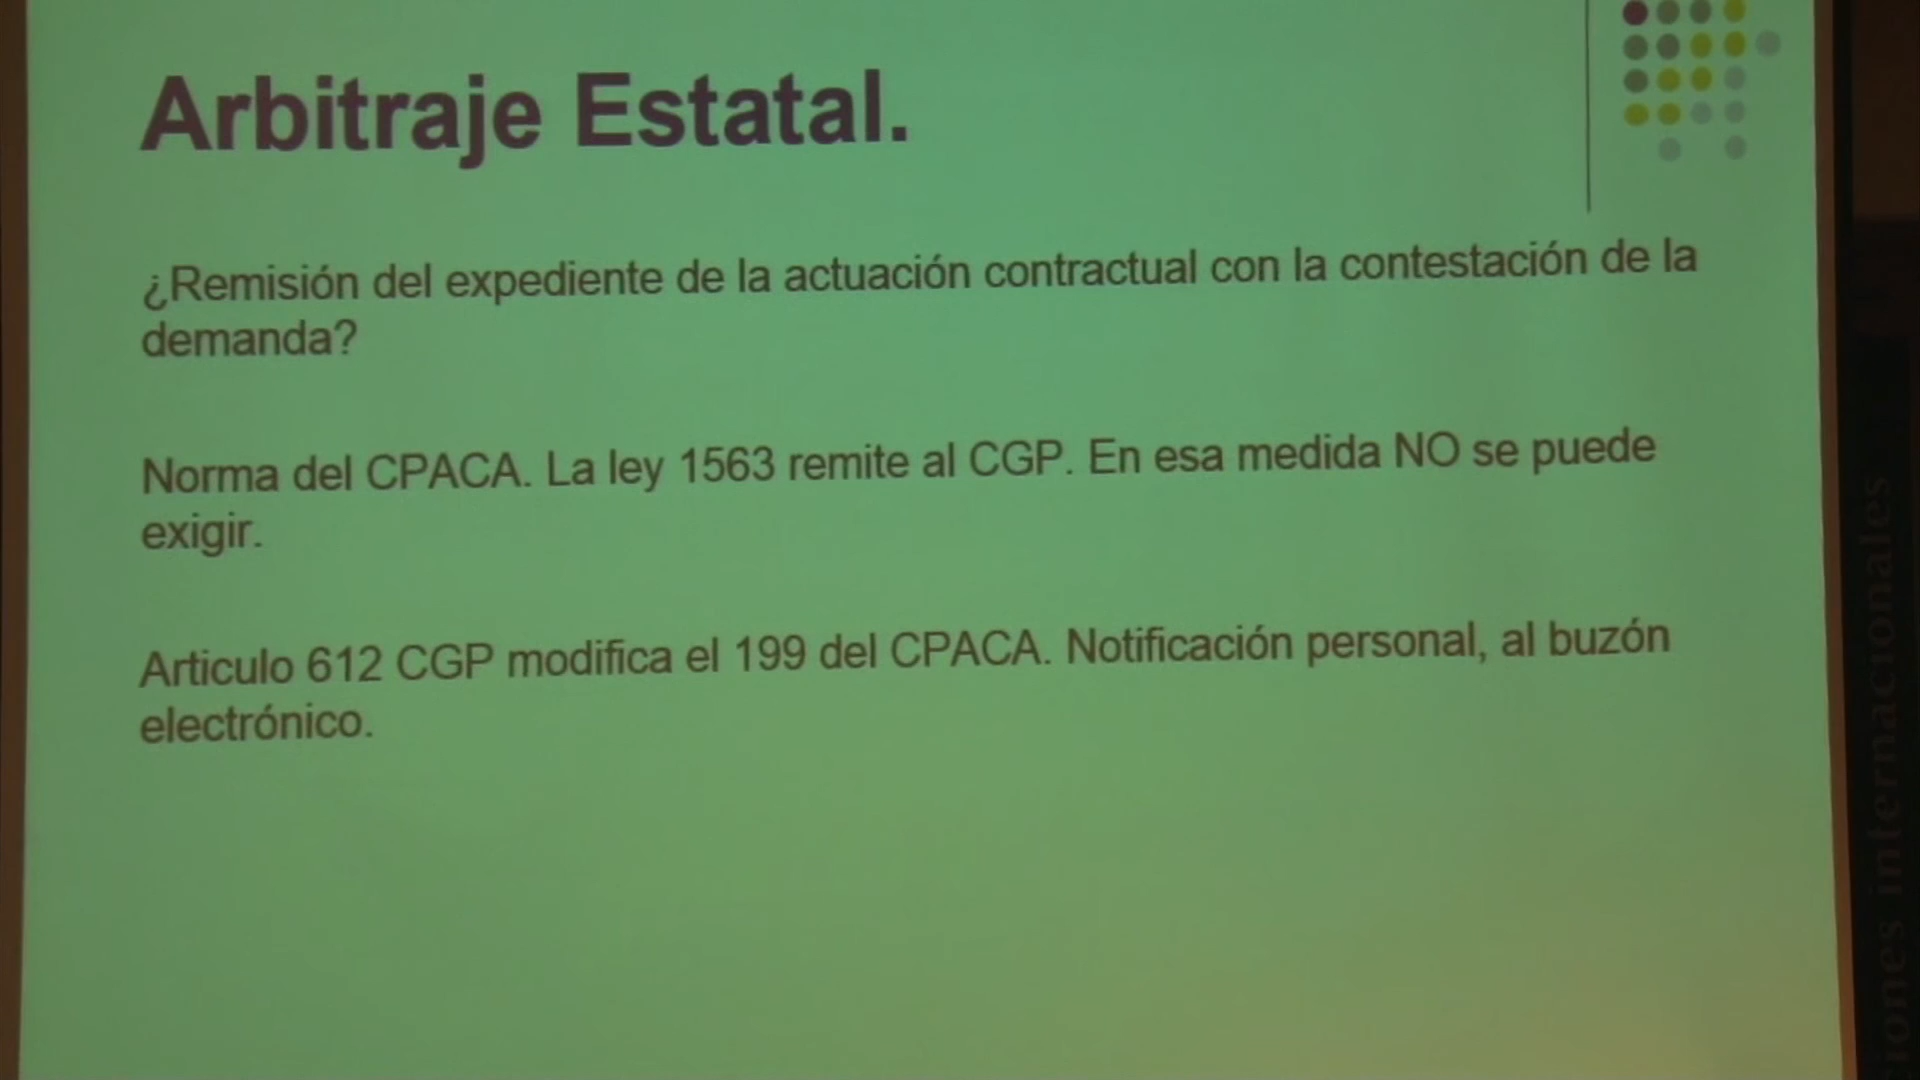 Arbitraje Estatal.
¿Remisión del expediente de la actuación contractual con la contestación de la
demanda?
Norma del CPACA. La ley 1563 remite al CGP. En esa medida NO se puede
exigir.
Articulo 612 CGP modifica el 199 del CPACA. Notificación personal, al buzón
electrónico.
internacionales